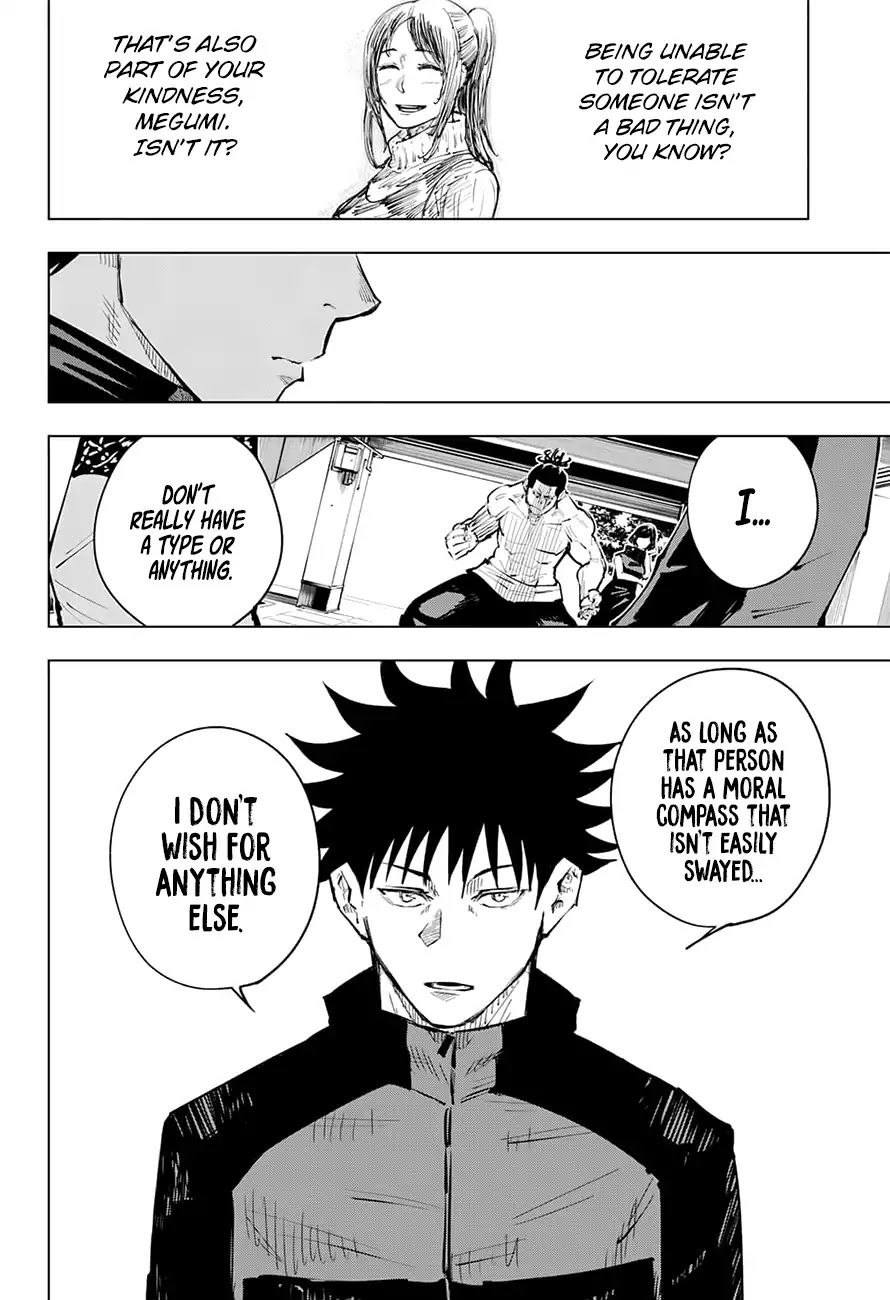 BEING UNABLE
TO TOLERATE
SOMEONE ISN'T
A BAD THING,
YOU KNOW?
THAT'S ALSO
PART OF YOUR
KINDNESS,
MEGUMI.
ISN'T IT?
I...
DON'T
REALLY HAVE
A TYPE OR
ANYTHING.
AS LONG AS
THAT PERSON
HAS A MORAL
COMPASS THAT
ISN'T EASILY
SWAYED...
I DON'T
WISH FOR
ANYTHING
ELSE.